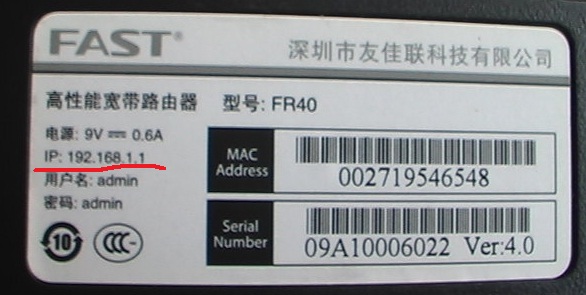 FAST®
深圳市友佳联科技有限公司
高性能宽带路由器 型号: FR40
电源: 9V 0.6A
IP: 192.168.1.1
用户名: admin
密码: admin
MAC Address
002719546548
Serial Number
09A10006022 Ver:4.0
10
CCC